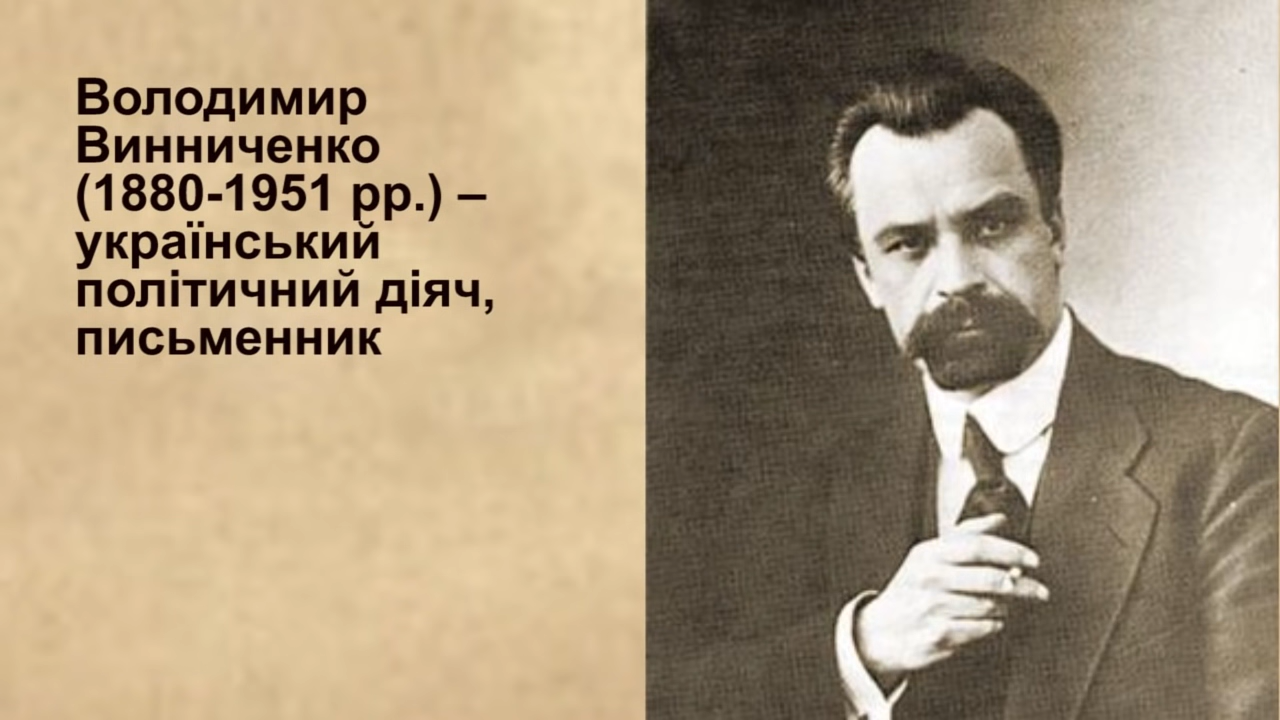 Володимир
Винниченко
(1880-1951 рр.) –
український
політичний діяч,
письменник